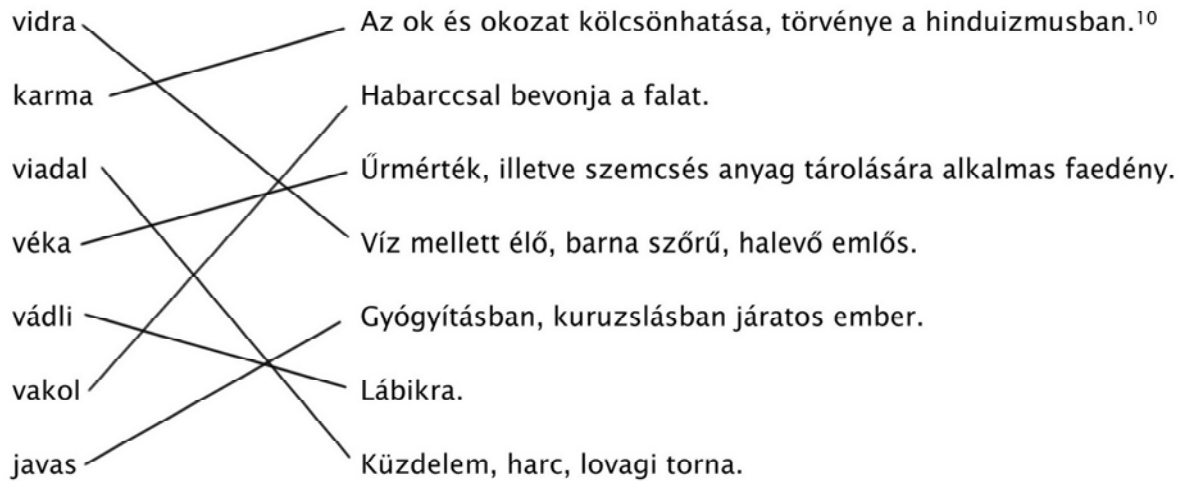 vidra Az ok és okozat kölcsönhatása, törvénye a hinduizmusban.¹⁰
karma Habarccsal bevonja a falat.
viadal Űrmérték, illetve szemcsés anyag tárolására alkalmas faedény.
véka Víz mellett élő, barna szőrű, halevő emlős.
vádli Gyógyításban, kuruzslásban járatos ember.
vakol Lábikra.
javas Küzdelem, harc, lovagi torna.